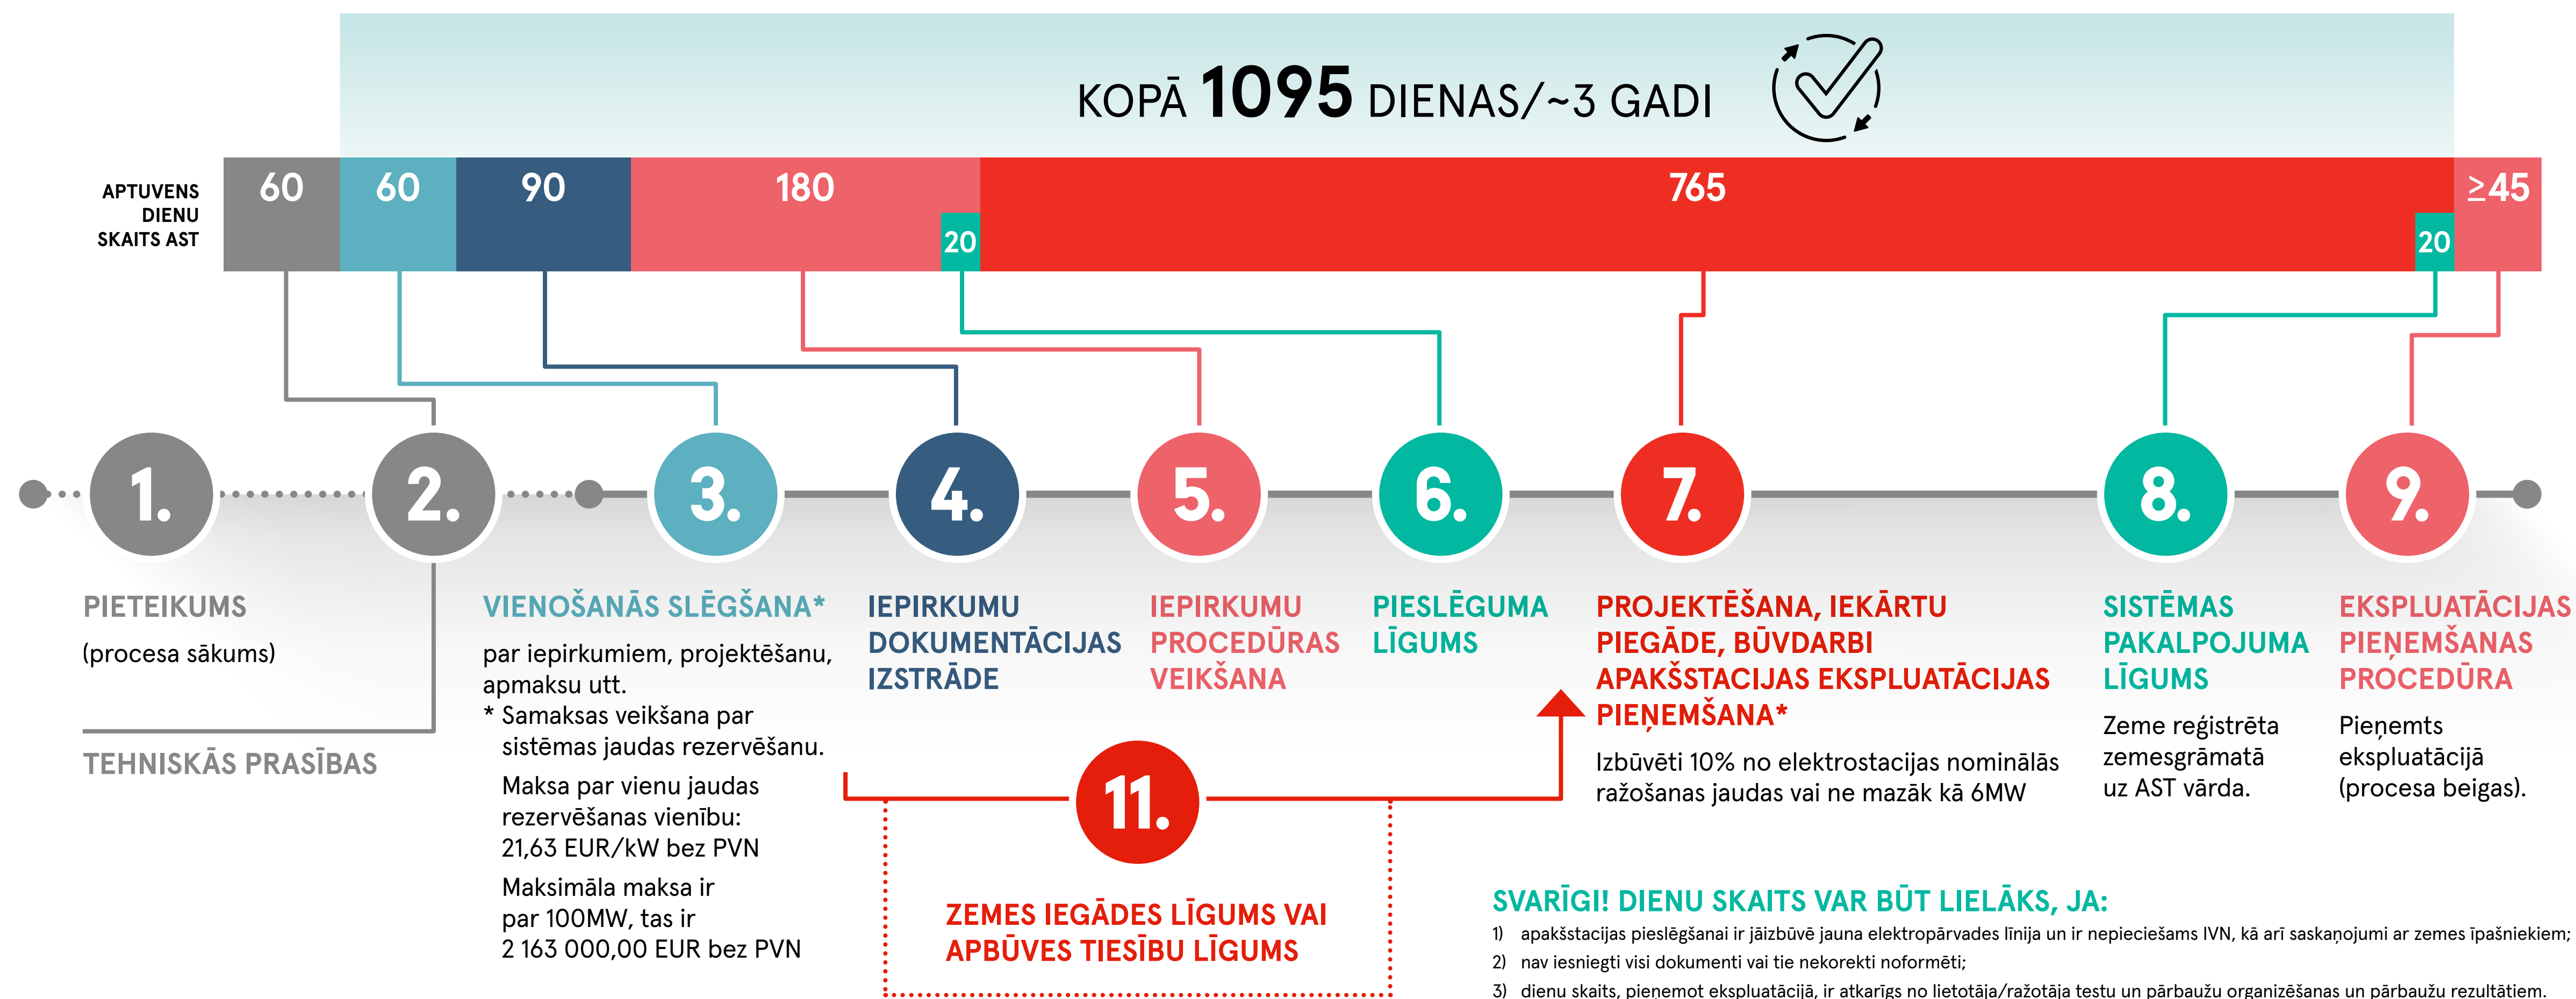 KOPĀ 1095 DIENAS/~3 GADI
APTUVENS
DIENU
SKAITS AST
60
60
90
180
20
765
20
≥45
1.
2.
3.
4.
5.
6.
7.
8.
9.
PIETEIKUMS
(procesa sākums)
TEHNISKĀS PRASĪBAS
VIENOŠANĀS SLĒGŠANA*
par iepirkumiem, projektēšanu,
apmaksu utt.
* Samaksas veikšana par
sistēmas jaudas rezervēšanu.
Maksa par vienu jaudas
rezervēšanas vienību:
21,63 EUR/kW bez PVN
Maksimāla maksa ir
par 100MW, tas ir
2 163 000,00 EUR bez PVN
IEPIRKUMU
DOKUMENTĀCIJAS
IZSTRĀDE
IEPIRKUMU
PROCEDŪRAS
VEIKŠANA
PIESLĒGUMA
LĪGUMS
PROJEKTĒŠANA, IEKĀRTU
PIEGĀDE, BŪVDARBI
APAKŠSTACIJAS EKSPLUATĀCIJAS
PIEŅEMŠANA*
Izbūvēti 10% no elektrostacijas nominālās
ražošanas jaudas vai ne mazāk kā 6MW
SISTĒMAS
PAKALPOJUMA
LĪGUMS
Zeme reģistrēta
zemesgrāmatā
uz AST vārda.
EKSPLUATĀCIJAS
PIEŅEMŠANAS
PROCEDŪRA
Pieņemts
ekspluatācijā
(procesa beigas).
11.
ZEMES IEGĀDES LĪGUMS VAI
APBŪVES TIESĪBU LĪGUMS
SVARĪGI! DIENU SKAITS VAR BŪT LIELĀKS, JA:
1) apakšstacijas pieslēgšanai ir jāizbūvē jauna elektropārvades līnija un ir nepieciešams IVN, kā arī saskaņojumi ar zemes īpašniekiem;
2) nav iesniegti visi dokumenti vai tie nekorekti noformēti;
3) dienu skaits, pieņemot ekspluatācijā, ir atkarīgs no lietotāja/ražotāja testu un pārbaužu organizēšanas un pārbaužu rezultātiem.